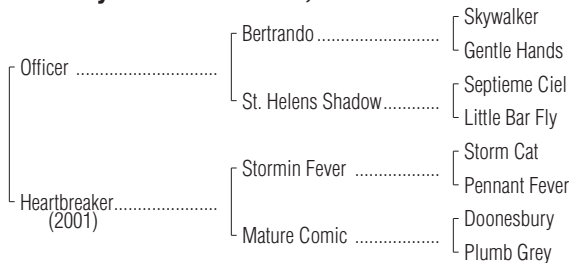 Skywalker
Bertrando
Gentle Hands
Officer
Septieme Ciel
St. Helens Shadow
Little Bar Fly
Storm Cat
Stormin Fever
Pennant Fever
Heartbreaker
(2001)
Doonesbury
Mature Comic
Plumb Grey